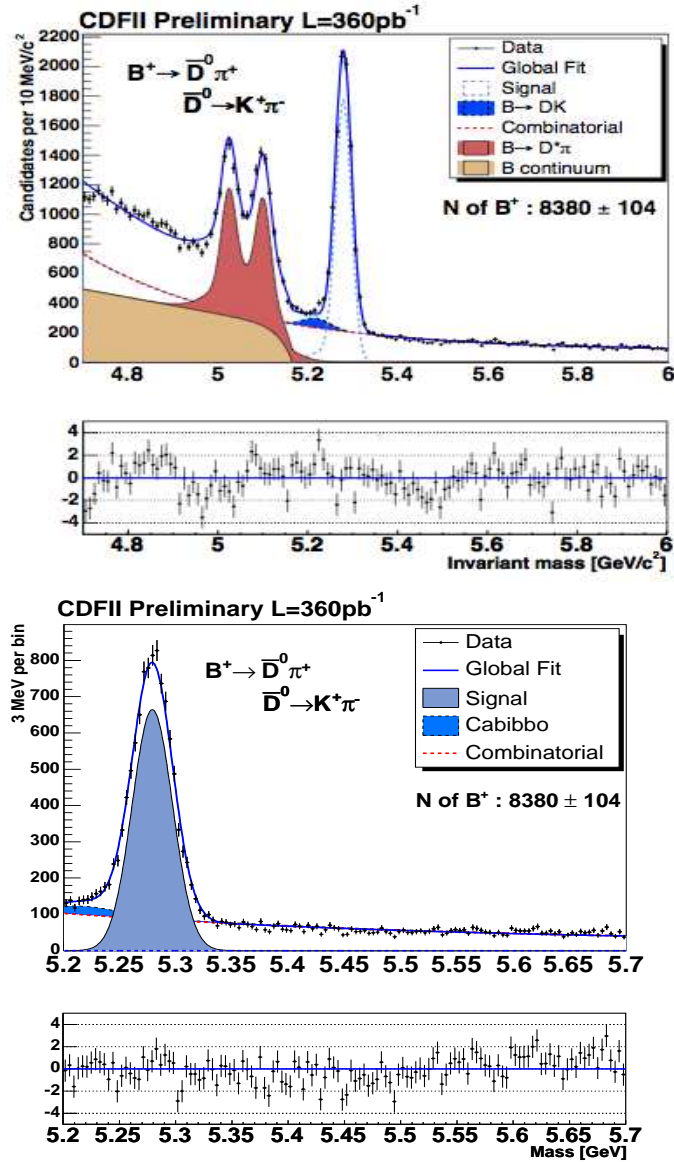 CDFII Preliminary L=360pb⁻¹
Candidates per 10 MeV/c²
2200
2000
1800
1600
1400
1200
1000
800
600
400
200
0
B⁺→ D̅⁰π⁺
D̅⁰→K⁺π⁻
Data
Global Fit
Signal
B→ DK
Combinatorial
B→ D*π
B continuum
N of B⁺ : 8380 ± 104
4.8 5 5.2 5.4 5.6 5.8 6
4
2
0
-2
-4
4.8 5 5.2 5.4 5.6 5.8 6
Invariant mass [GeV/c²]
CDFII Preliminary L=360pb⁻¹
3 MeV per bin
800
700
600
500
400
300
200
100
0
B⁺→ D̅⁰π⁺
D̅⁰→K⁺π⁻
Data
Global Fit
Signal
Cabibbo
Combinatorial
N of B⁺ : 8380 ± 104
5.2 5.25 5.3 5.35 5.4 5.45 5.5 5.55 5.6 5.65 5.7
4
2
0
-2
-4
5.2 5.25 5.3 5.35 5.4 5.45 5.5 5.55 5.6 5.65 5.7
Mass [GeV]